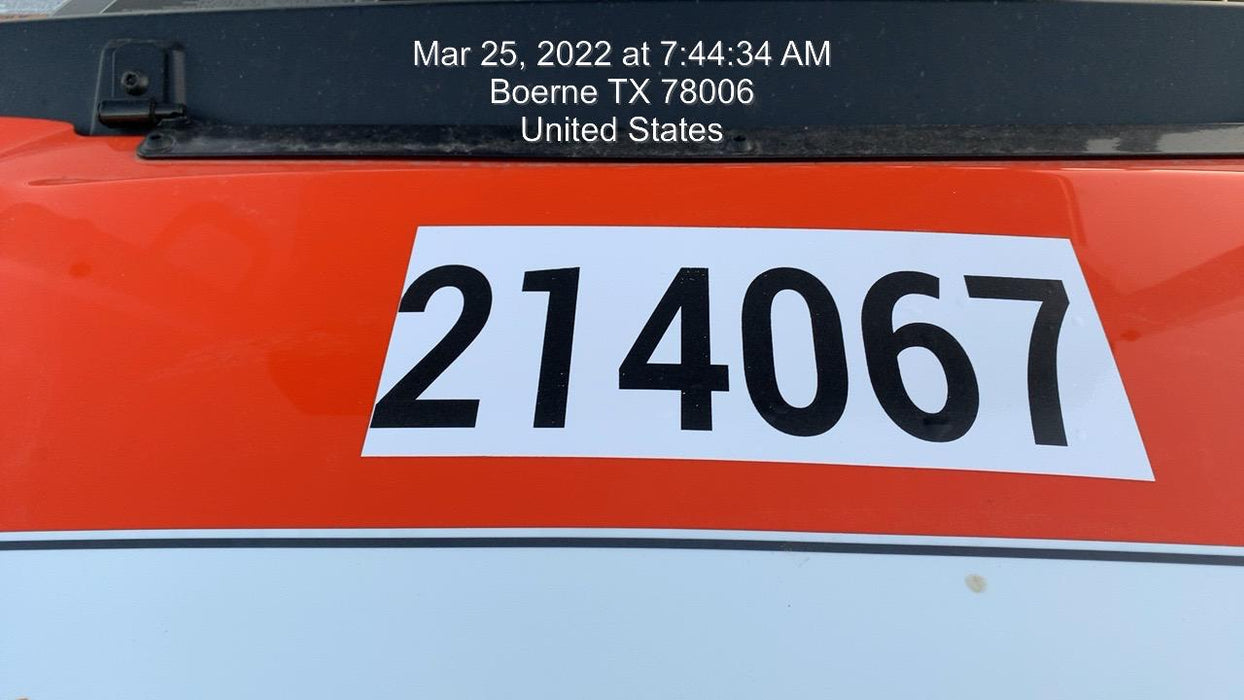 Mar 25, 2022 at 7:44:34 AM
Boerne TX 78006
United States
214067